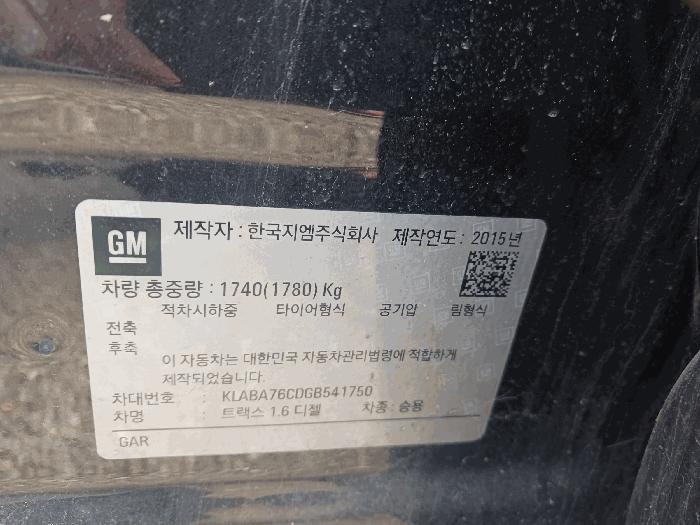 GM
제작자 : 한국지엠주식회사 제작연도 : 2015년
차량 총중량 : 1740(1780) Kg
적차시하중 타이어형식 공기압 림형식
전축
후축
이 자동차는 대한민국 자동차관리법령에 적합하게
제작되었습니다.
차대번호 : KLABA76CDGB541750
차명 : 트랙스 1.6 디젤 차종 : 승용
GAR